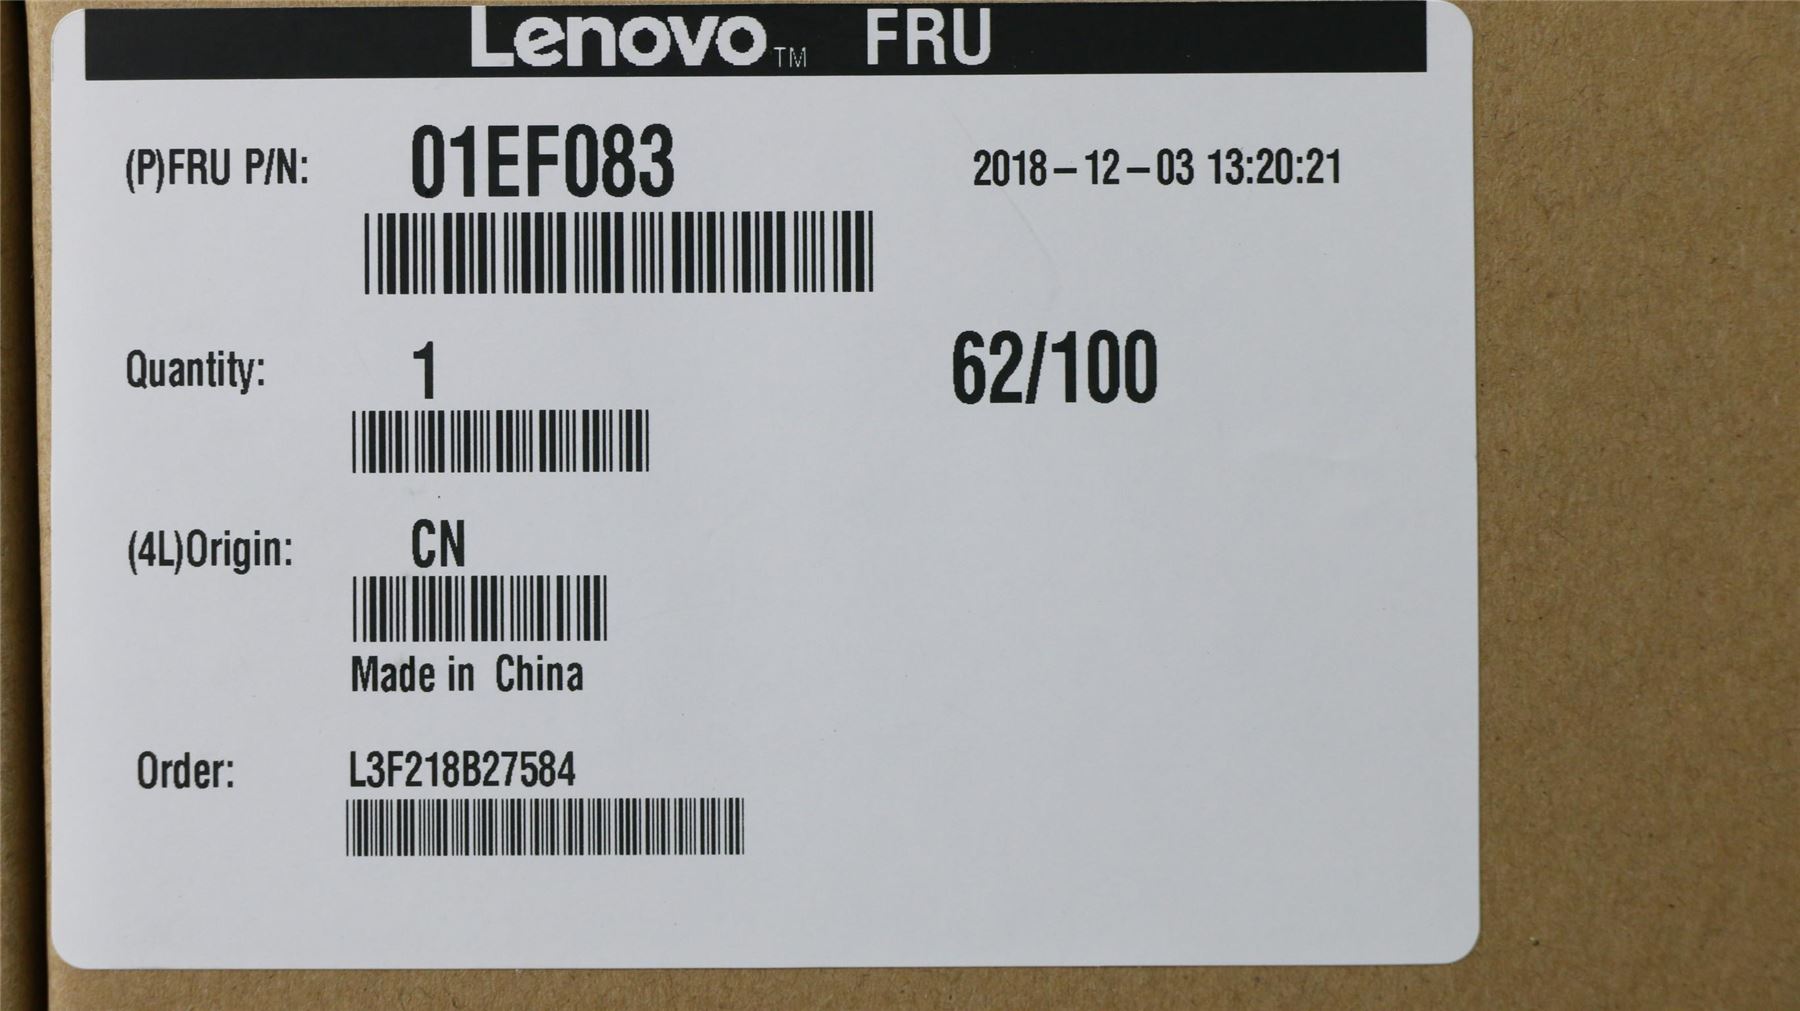 Lenovo™ FRU
(P)FRU P/N: 01EF083 2018-12-03 13:20:21
Quantity: 1 62/100
(4L)Origin: CN
Made in China
Order: L3F218B27584